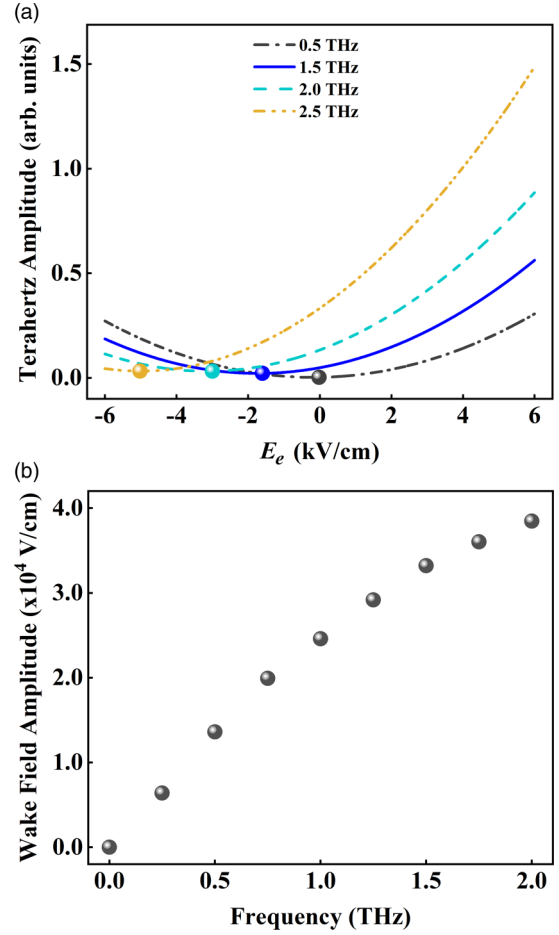 (a)
Terahertz Amplitude (arb. units)
1.5
1.0
0.5
0.0
0.5 THz
1.5 THz
2.0 THz
2.5 THz
-6 -4 -2 0 2 4 6
E_e (kV/cm)
(b)
Wake Field Amplitude (x10⁴ V/cm)
4.0
3.0
2.0
1.0
0.0
0.0 0.5 1.0 1.5 2.0
Frequency (THz)